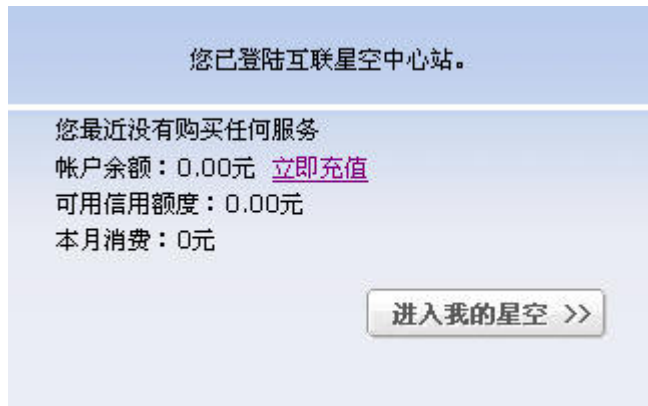 您已登陆互联星空中心站。
您最近没有购买任何服务
帐户余额：0.00元 立即充值
可用信用额度：0.00元
本月消费：0元
进入我的星空 >>